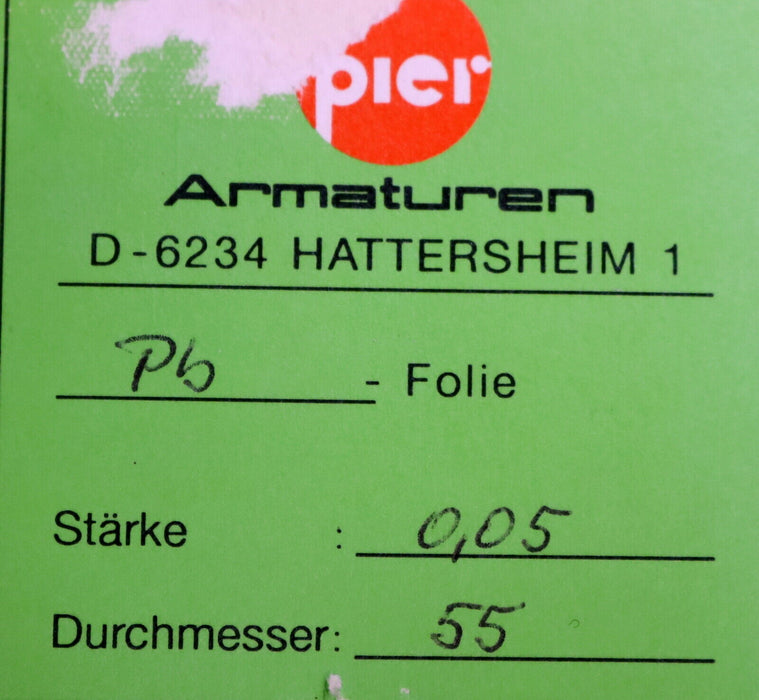 pier
Armaturen
D-6234 HATTERSHEIM 1
Pb - Folie
Stärke : 0,05
Durchmesser: 55